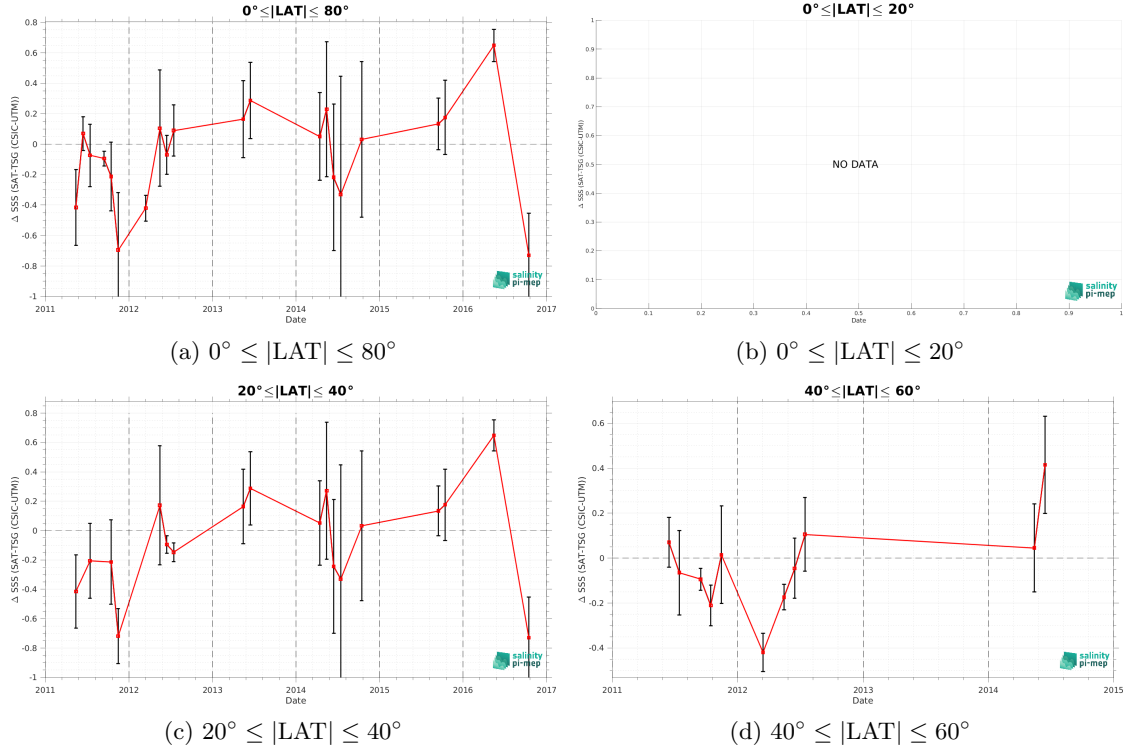 0°≤|LAT|≤ 80°
Δ SSS (SAT-TSG (CSIC-UTM))
0.8
0.6
0.4
0.2
0
-0.2
-0.4
-0.6
-0.8
-1
2011 2012 2013 2014 2015 2016 2017
Date
salinity
pi-mep
(a) 0° ≤ |LAT| ≤ 80°
0°≤|LAT|≤ 20°
Δ SSS (SAT-TSG (CSIC-UTM))
1
0.9
0.8
0.7
0.6
0.5
0.4
0.3
0.2
0.1
0
NO DATA
0 0.1 0.2 0.3 0.4 0.5 0.6 0.7 0.8 0.9 1
Date
salinity
pi-mep
(b) 0° ≤ |LAT| ≤ 20°
20°≤|LAT|≤ 40°
Δ SSS (SAT-TSG (CSIC-UTM))
0.8
0.6
0.4
0.2
0
-0.2
-0.4
-0.6
-0.8
-1
2011 2012 2013 2014 2015 2016 2017
Date
salinity
pi-mep
(c) 20° ≤ |LAT| ≤ 40°
40°≤|LAT|≤ 60°
Δ SSS (SAT-TSG (CSIC-UTM))
0.6
0.4
0.2
0
-0.2
-0.4
2011 2012 2013 2014 2015
Date
salinity
pi-mep
(d) 40° ≤ |LAT| ≤ 60°